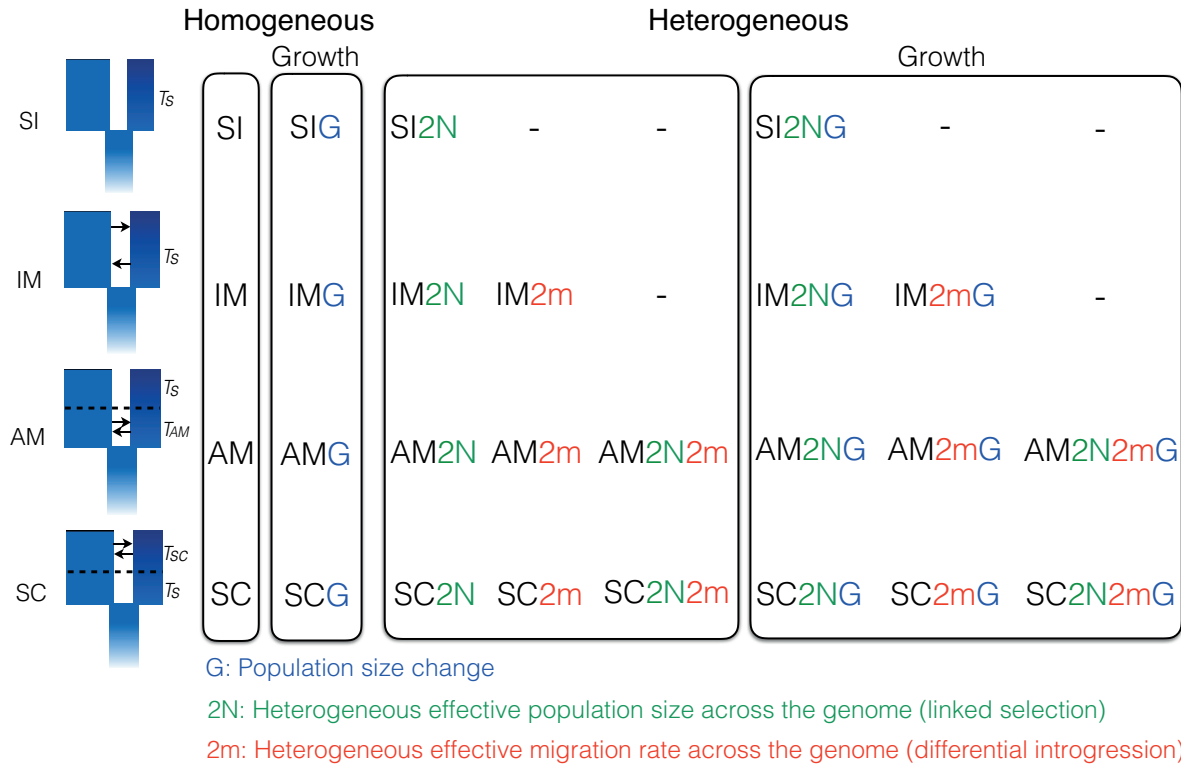 Homogeneous Heterogeneous
Growth Growth
SI Ts SI SIG SI2N - - SI2NG - -
IM Ts IM IMG IM2N IM2m - IM2NG IM2mG -
Ts
AM TAM AM AMG AM2N AM2m AM2N2m AM2NG AM2mG AM2N2mG
TSC
SC Ts SC SCG SC2N SC2m SC2N2m SC2NG SC2mG SC2N2mG
G: Population size change
2N: Heterogeneous effective population size across the genome (linked selection)
2m: Heterogeneous effective migration rate across the genome (differential introgression)